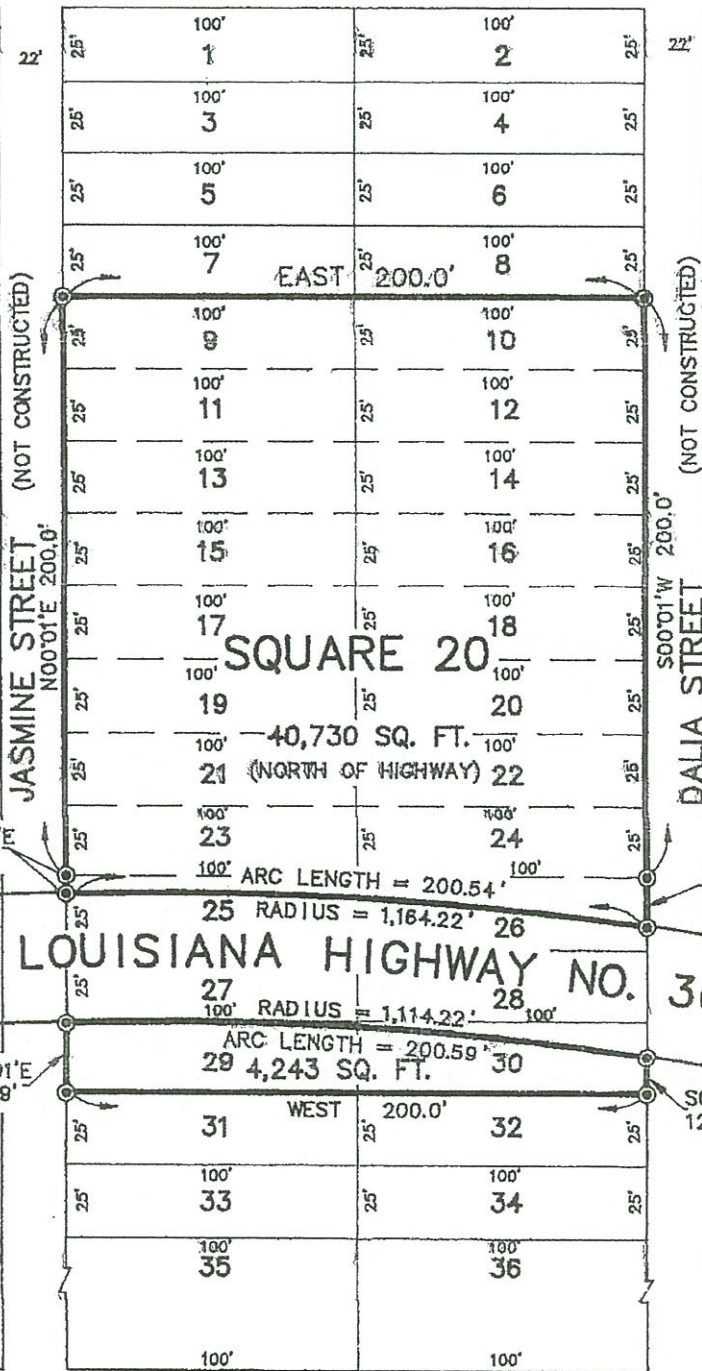 100' 100'
22' 25' 1 25' 2 25' 22'
100' 100'
25' 3 25' 4 25'
100' 100'
25' 5 25' 6 25'
100' 100'
25' 7 25' 8 25'
EAST 200.0'
100' 100'
25' 9 25' 10 25'
(NOT CONSTRUCTED)
(NOT CONSTRUCTED)
100' 100'
25' 11 25' 12 25'
100' 100'
25' 13 25' 14 25'
100' 100'
25' 15 25' 16 25'
JASMINE STREET
N00°01'E 200.0'
S00°01'W 200.0'
DALIA STREET
100' 100'
25' 17 25' 18 25'
SQUARE 20
100' 100'
25' 19 25' 20 25'
40,730 SQ. FT.
100' 100'
25' 21 (NORTH OF HIGHWAY) 22 25'
100' 100'
25' 23 25' 24 25'
100' ARC LENGTH = 200.54' 100'
25' 25 RADIUS = 1,164.22' 26
LOUISIANA HIGHWAY NO.
25' 27 28
100' RADIUS = 1,114.22' 100'
ARC LENGTH = 200.59'
29 4,243 SQ. FT. 30
WEST 200.0'
25' 31 25' 32 25'
100' 100'
25' 33 25' 34 25'
100' 100'
35 36
100' 100'